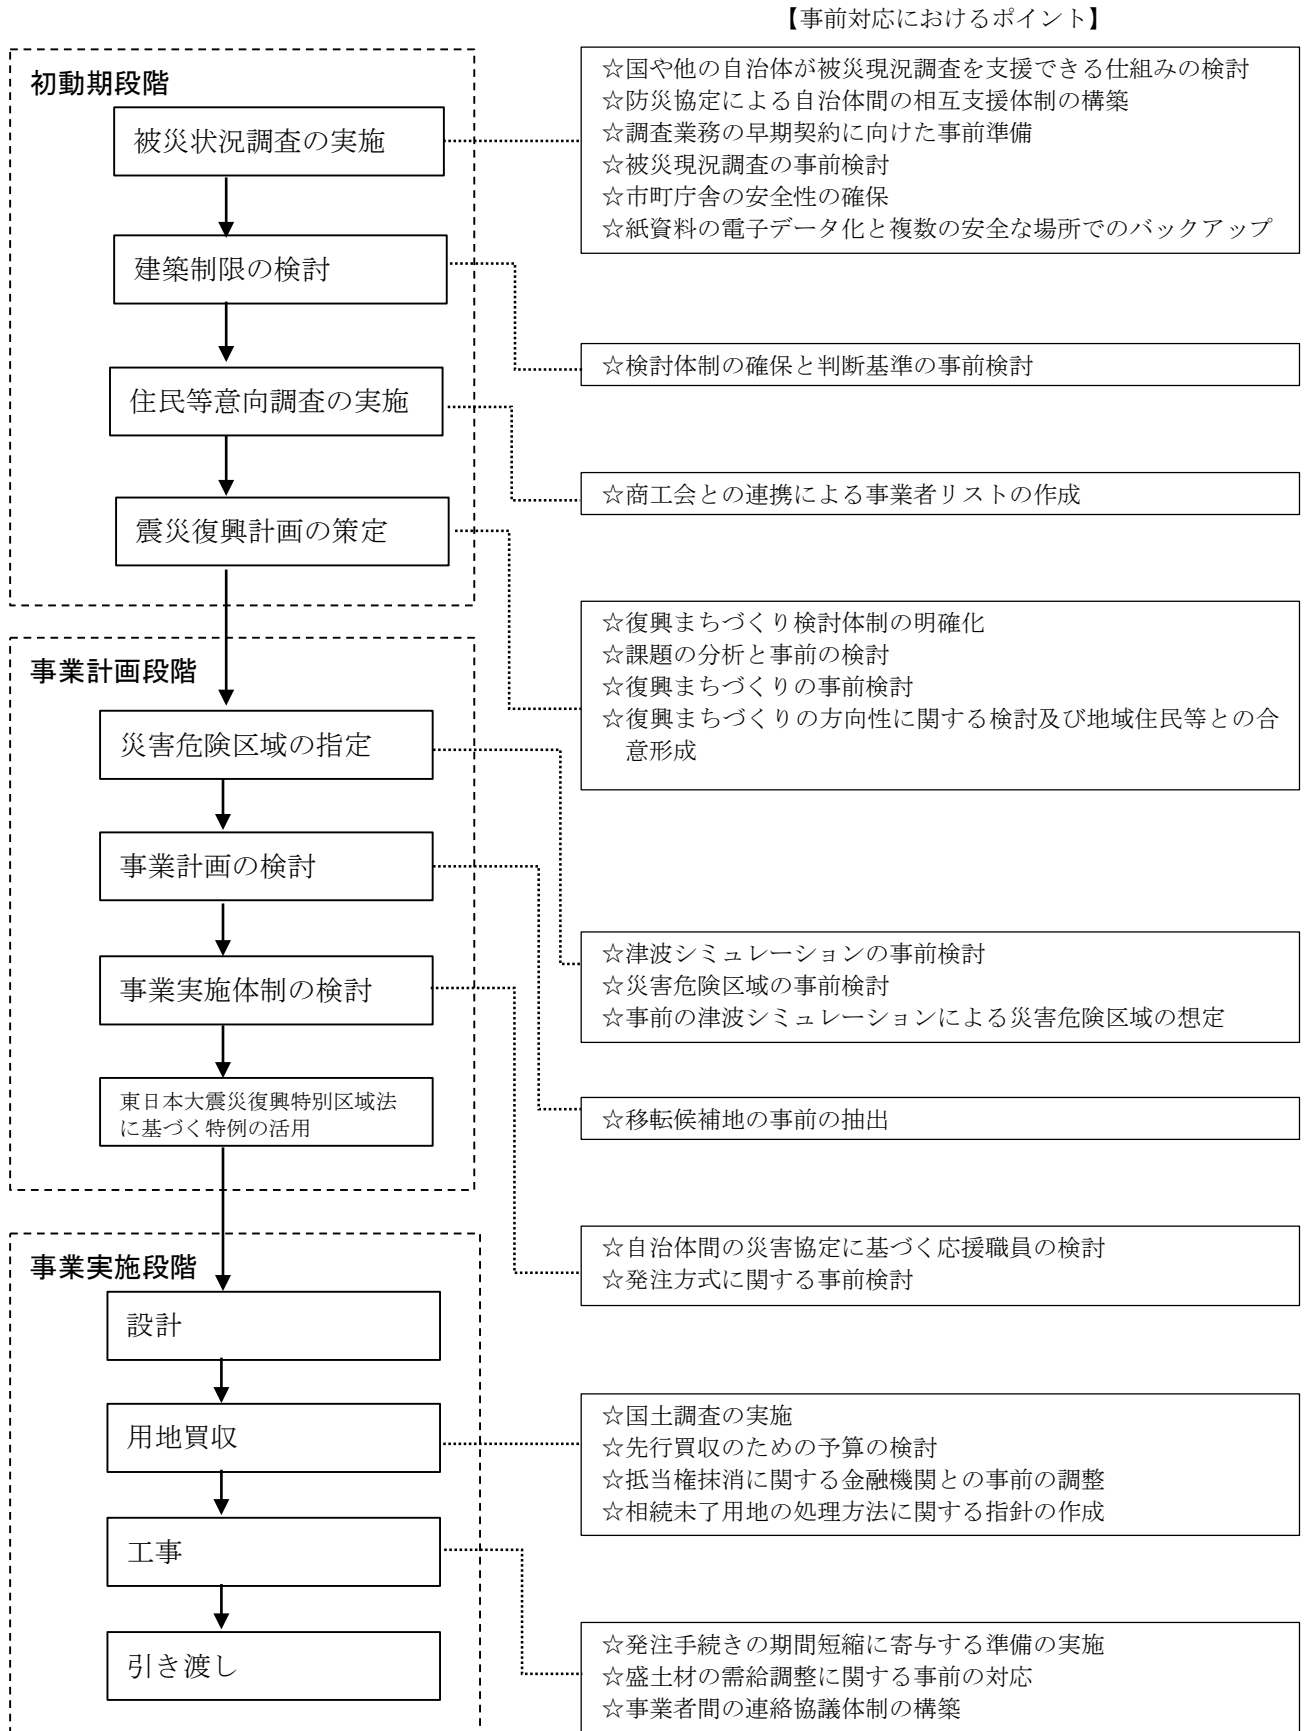 【事前対応におけるポイント】
初動期段階
被災状況調査の実施
☆国や他の自治体が被災現況調査を支援できる仕組みの検討
☆防災協定による自治体間の相互支援体制の構築
☆調査業務の早期契約に向けた事前準備
☆被災現況調査の事前検討
☆市町庁舎の安全性の確保
☆紙資料の電子データ化と複数の安全な場所でのバックアップ
建築制限の検討
☆検討体制の確保と判断基準の事前検討
住民等意向調査の実施
☆商工会との連携による事業者リストの作成
震災復興計画の策定
☆復興まちづくり検討体制の明確化
☆課題の分析と事前の検討
☆復興まちづくりの事前検討
☆復興まちづくりの方向性に関する検討及び地域住民等との合
意形成
事業計画段階
災害危険区域の指定
☆津波シミュレーションの事前検討
☆災害危険区域の事前検討
☆事前の津波シミュレーションによる災害危険区域の想定
事業計画の検討
☆移転候補地の事前の抽出
事業実施体制の検討
☆自治体間の災害協定に基づく応援職員の検討
☆発注方式に関する事前検討
東日本大震災復興特別区域法
に基づく特例の活用
事業実施段階
設計
用地買収
☆国土調査の実施
☆先行買収のための予算の検討
☆抵当権抹消に関する金融機関との事前の調整
☆相続未了用地の処理方法に関する指針の作成
工事
☆発注手続きの期間短縮に寄与する準備の実施
☆盛土材の需給調整に関する事前の対応
☆事業者間の連絡協議体制の構築
引き渡し